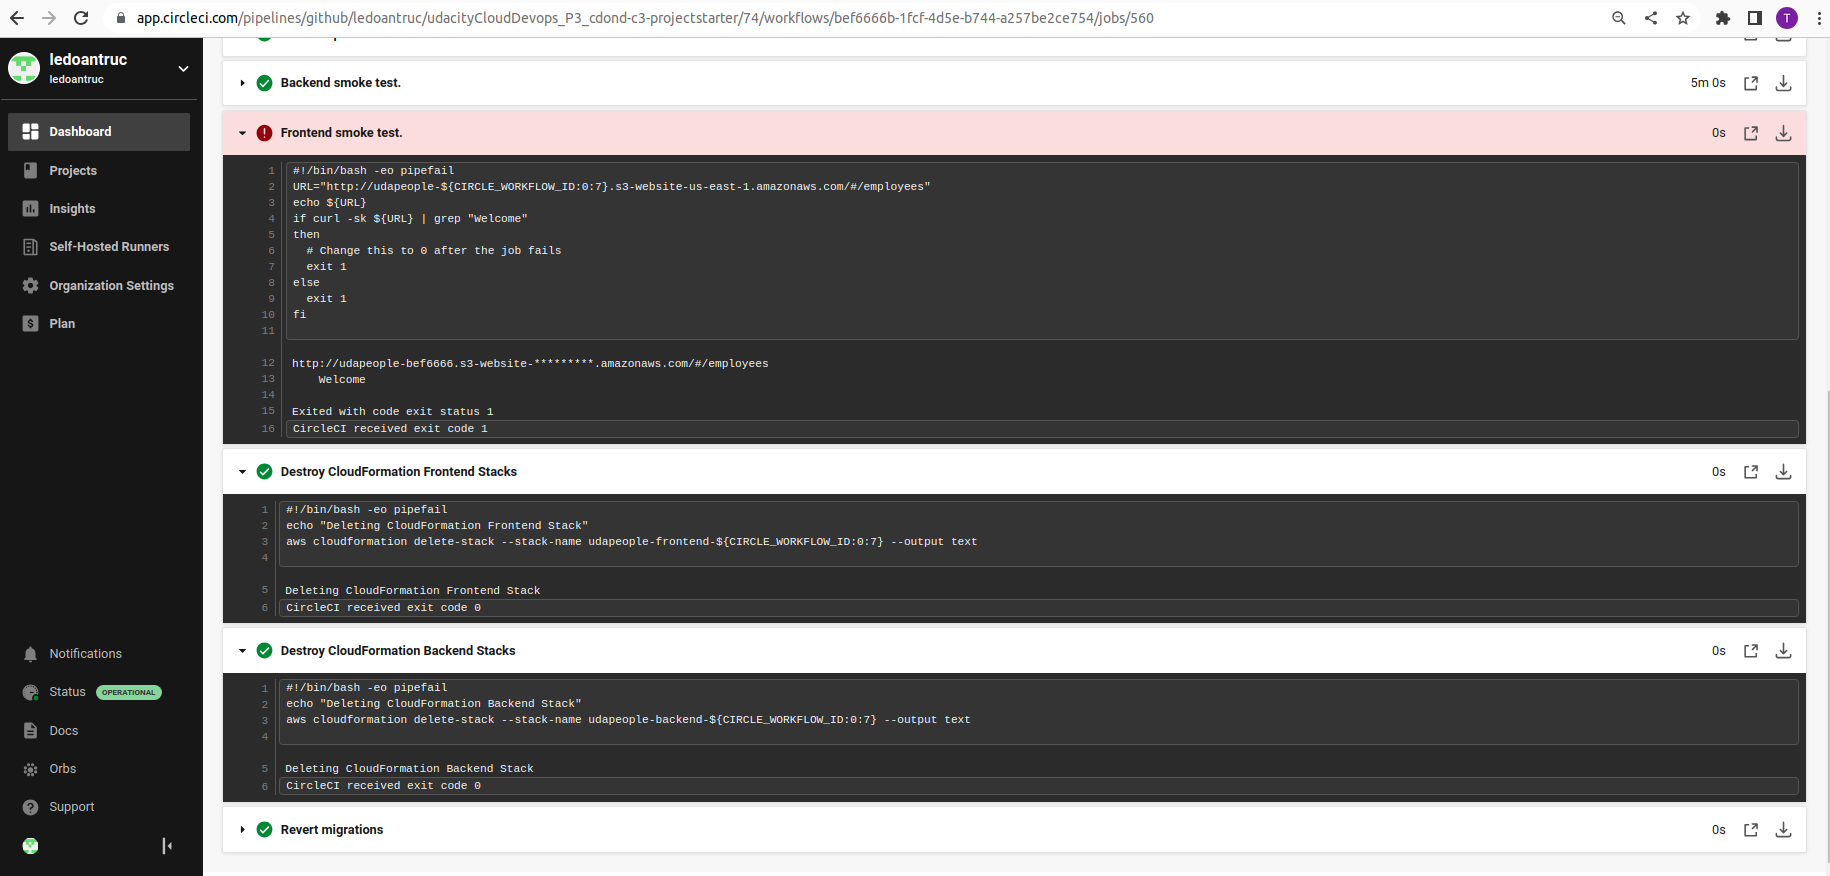 app.circleci.com/pipelines/github/ledoantruc/udacityCloudDevops_P3_cdond-c3-projectstarter/74/workflows/bef6666b-1fcf-4d5e-b744-a257be2ce754/jobs/560
T
ledoantruc
ledoantruc
Dashboard
Projects
Insights
Self-Hosted Runners
Organization Settings
Plan
Notifications
Status OPERATIONAL
Docs
Orbs
Support
Backend smoke test. 5m 0s
Frontend smoke test. 0s
1 #!/bin/bash -eo pipefail
2 URL="http://udapeople-${CIRCLE_WORKFLOW_ID:0:7}.s3-website-us-east-1.amazonaws.com/#/employees"
3 echo ${URL}
4 if curl -sk ${URL} | grep "Welcome"
5 then
6 # Change this to 0 after the job fails
7 exit 1
8 else
9 exit 1
10 fi
11
12 http://udapeople-bef6666.s3-website-*********.amazonaws.com/#/employees
13 Welcome
14
15 Exited with code exit status 1
16 CircleCI received exit code 1
Destroy CloudFormation Frontend Stacks 0s
1 #!/bin/bash -eo pipefail
2 echo "Deleting CloudFormation Frontend Stack"
3 aws cloudformation delete-stack --stack-name udapeople-frontend-${CIRCLE_WORKFLOW_ID:0:7} --output text
4
5 Deleting CloudFormation Frontend Stack
6 CircleCI received exit code 0
Destroy CloudFormation Backend Stacks 0s
1 #!/bin/bash -eo pipefail
2 echo "Deleting CloudFormation Backend Stack"
3 aws cloudformation delete-stack --stack-name udapeople-backend-${CIRCLE_WORKFLOW_ID:0:7} --output text
4
5 Deleting CloudFormation Backend Stack
6 CircleCI received exit code 0
Revert migrations 0s